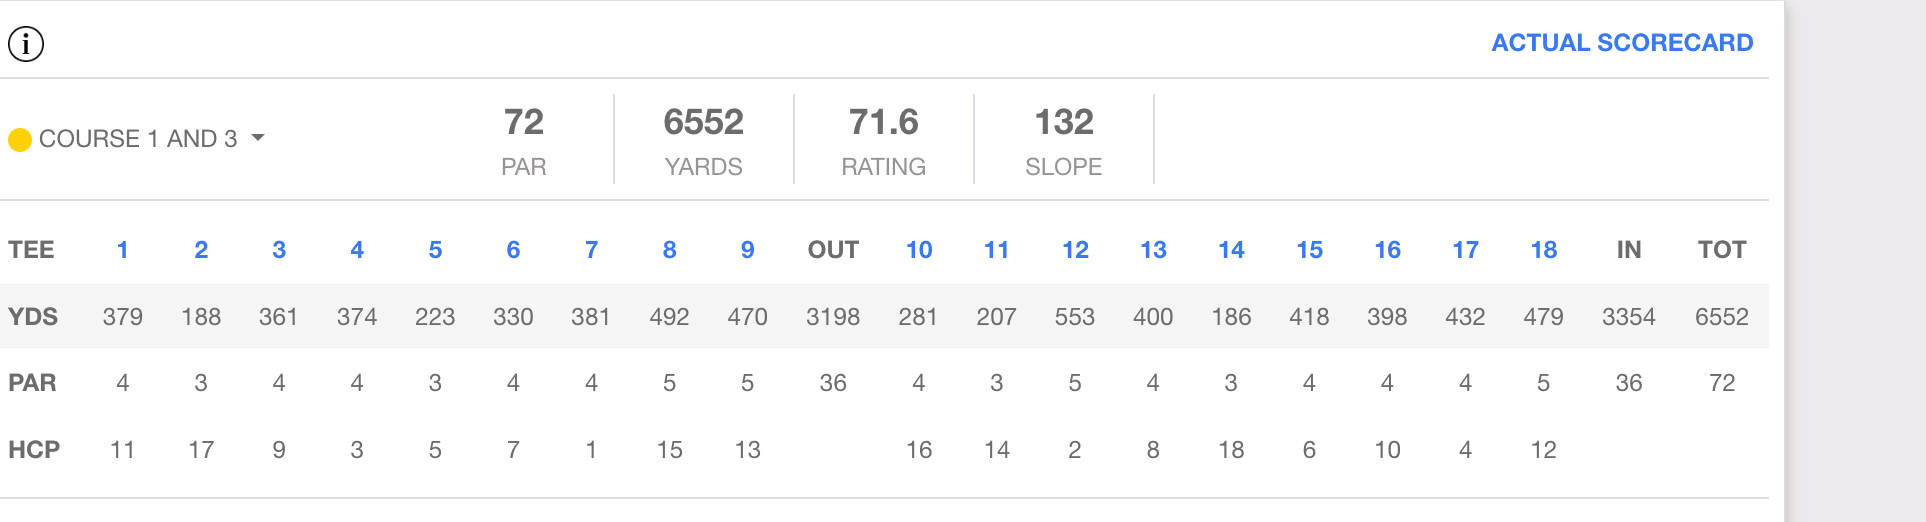 i
ACTUAL SCORECARD
COURSE 1 AND 3
72 6552 71.6 132
PAR YARDS RATING SLOPE
TEE 1 2 3 4 5 6 7 8 9 OUT 10 11 12 13 14 15 16 17 18 IN TOT
YDS 379 188 361 374 223 330 381 492 470 3198 281 207 553 400 186 418 398 432 479 3354 6552
PAR 4 3 4 4 3 4 4 5 5 36 4 3 5 4 3 4 4 4 5 36 72
HCP 11 17 9 3 5 7 1 15 13 16 14 2 8 18 6 10 4 12